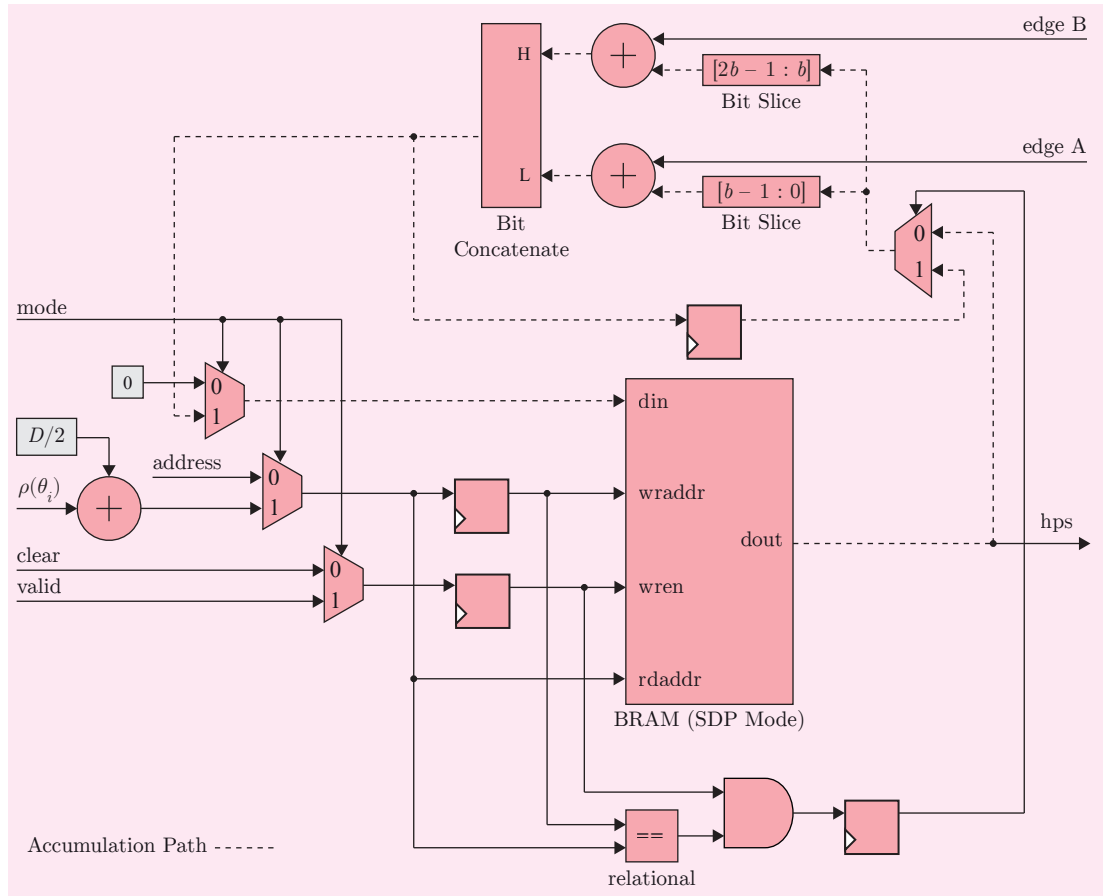 edge B
H
+
[2b – 1 : b]
Bit Slice
edge A
L
+
[b – 1 : 0]
Bit Slice
Bit
Concatenate
0
1
mode
0
0
1
din
D/2
address
0
1
ρ(θi)
+
wraddr
dout
hps
clear
0
valid
1
wren
rdaddr
BRAM (SDP Mode)
==
relational
Accumulation Path